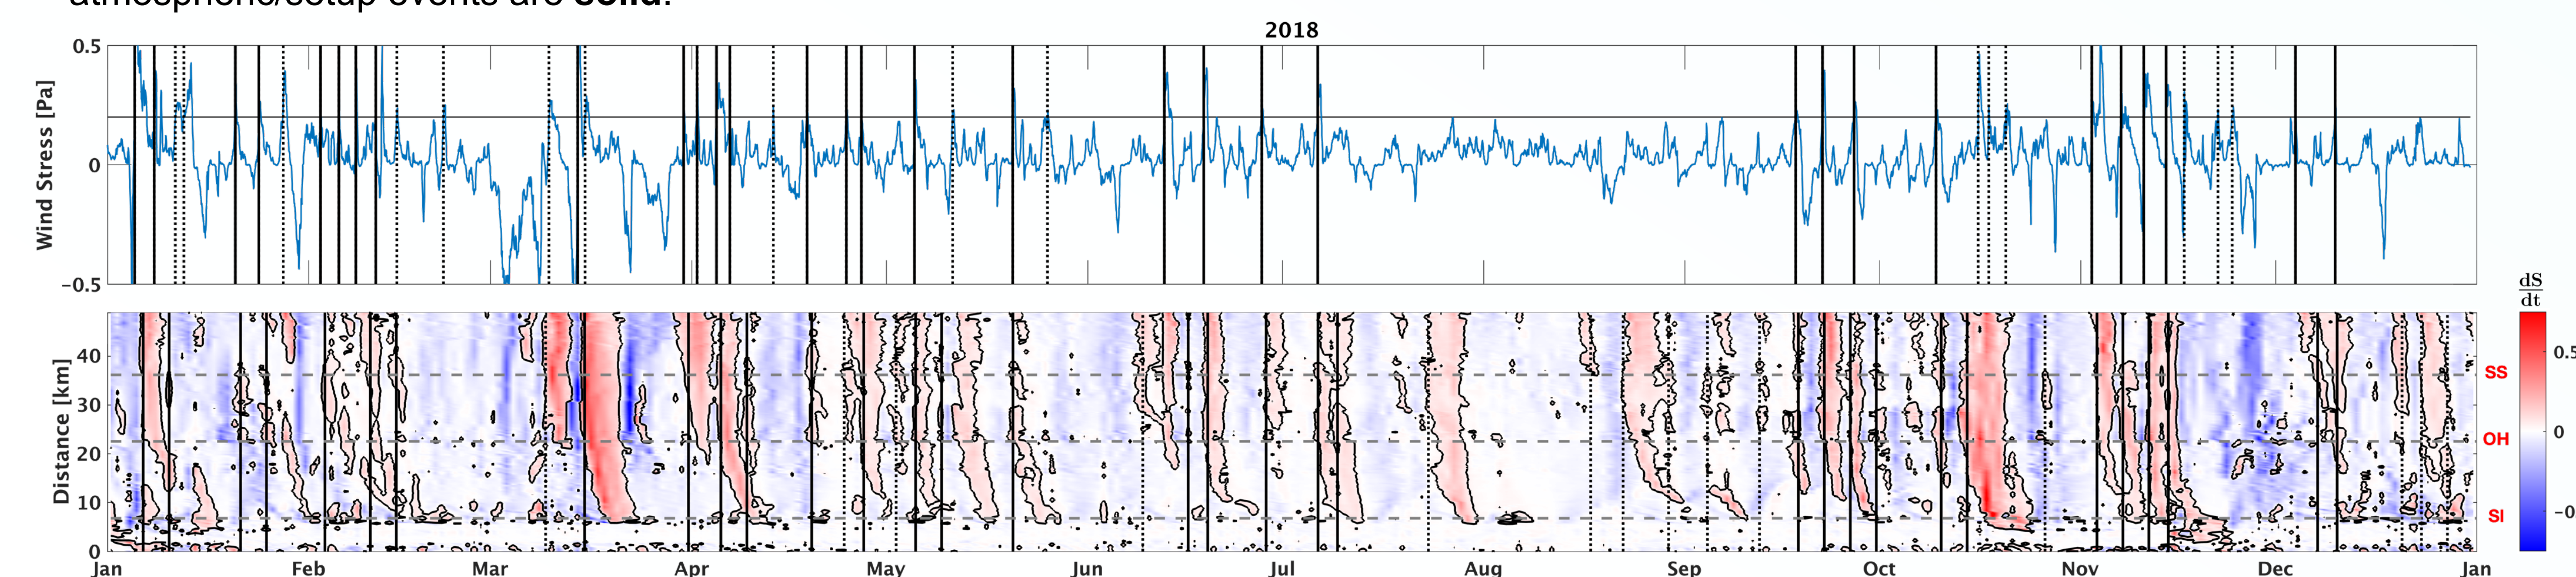 atmospheric/setup events are solid.
2018
0.5
0
−0.5
Wind Stress [Pa]
dS
dt
40
30
20
10
0
Distance [km]
SS
OH
SI
0.5
0
−0
Jan Feb Mar Apr May Jun Jul Aug Sep Oct Nov Dec Jan